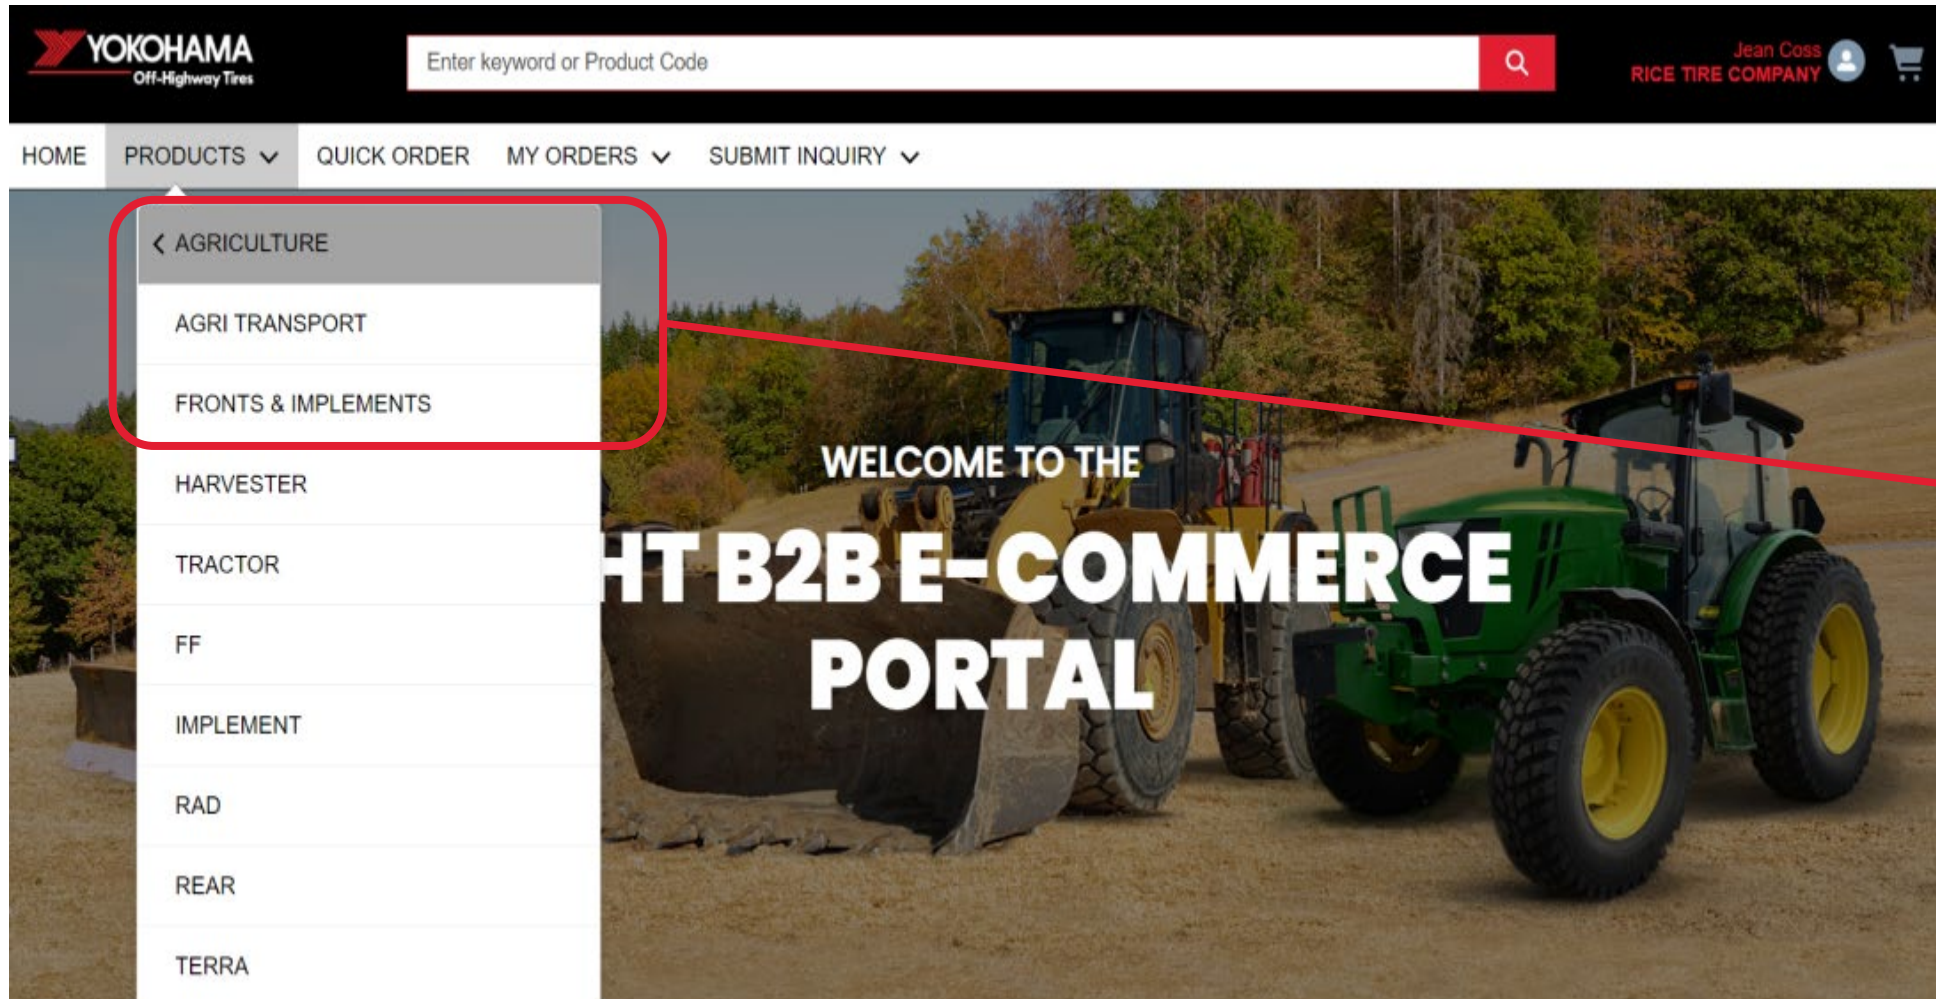 YOKOHAMA
Off-Highway Tires
Enter keyword or Product Code
Jean Coss
RICE TIRE COMPANY
HOME PRODUCTS QUICK ORDER MY ORDERS SUBMIT INQUIRY
AGRICULTURE
AGRI TRANSPORT
FRONTS & IMPLEMENTS
HARVESTER
TRACTOR
FF
IMPLEMENT
RAD
REAR
TERRA
WELCOME TO THE
HT B2B E-COMMERCE
PORTAL